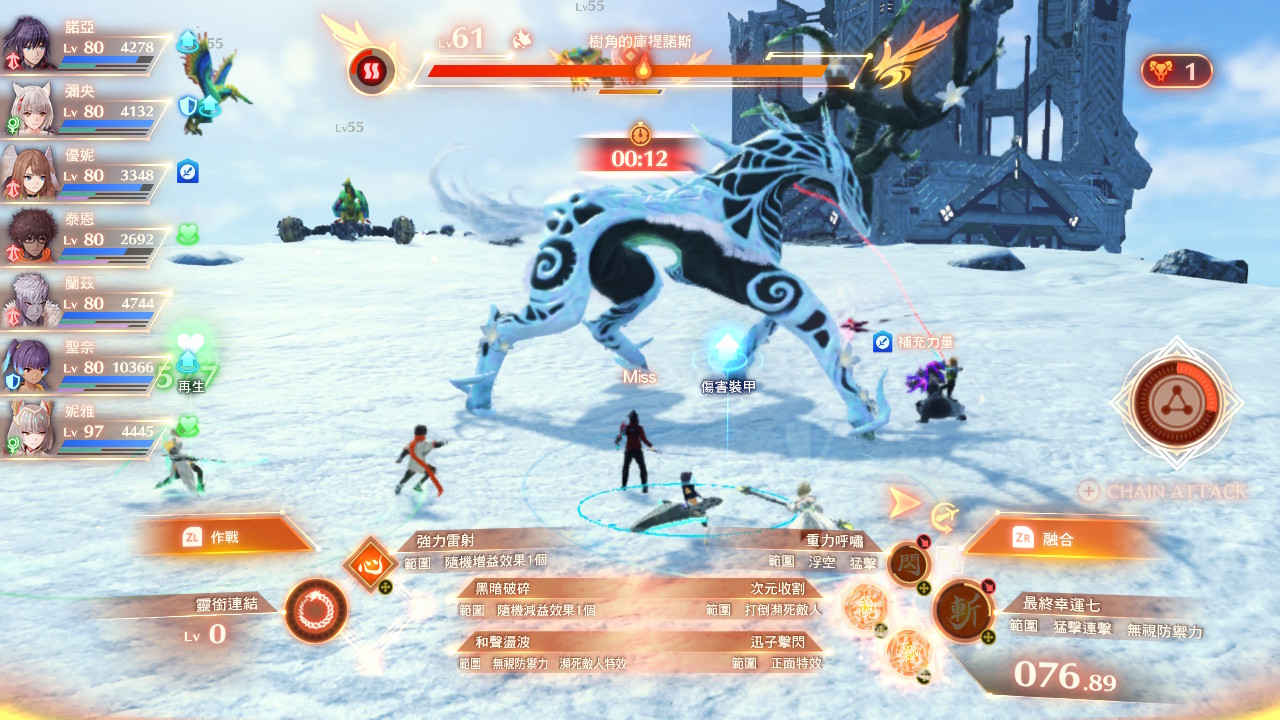 諾亞
Lv 80 4278
彌央
Lv 80 4132
優妮
Lv 80 3348
泰恩
Lv 80 2692
蘭茲
Lv 80 4744
聖奈
Lv 80 10366
妮雅
Lv 97 4445
再生
Lv55
Lv61
樹角的庫提諾斯
00:12
Lv55
1
Miss
傷害裝甲
補充力量
CHAIN ATTACK
ZL 作戰
ZR 融合
強力雷射
範圍 隨機增益效果1個
重力呼嘯
範圍 浮空 猛擊
黑暗破碎
範圍 隨機減益效果1個
次元收割
範圍 打倒瀕死敵人
和聲盪波
範圍 無視防禦力 瀕死敵人特效
迅子擊閃
範圍 正面特效
靈銜連結
Lv 0
閃
斬
最終幸運七
範圍 猛擊連擊 無視防禦力
076.89